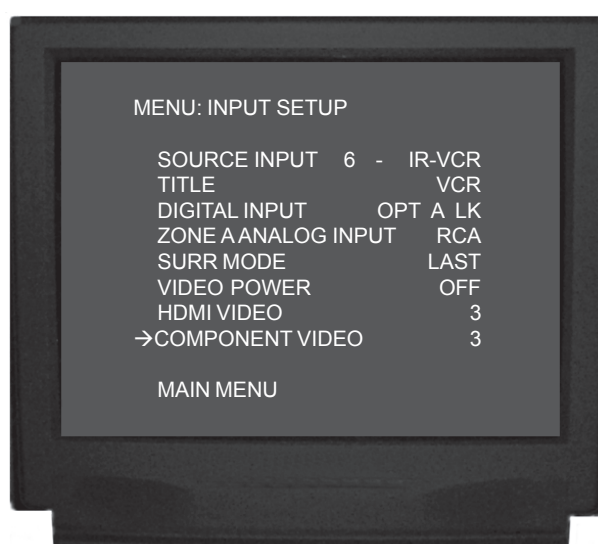 MENU: INPUT SETUP
SOURCE INPUT 6 - IR-VCR
TITLE VCR
DIGITAL INPUT OPT A LK
ZONE A ANALOG INPUT RCA
SURR MODE LAST
VIDEO POWER OFF
HDMI VIDEO 3
→COMPONENT VIDEO 3
MAIN MENU